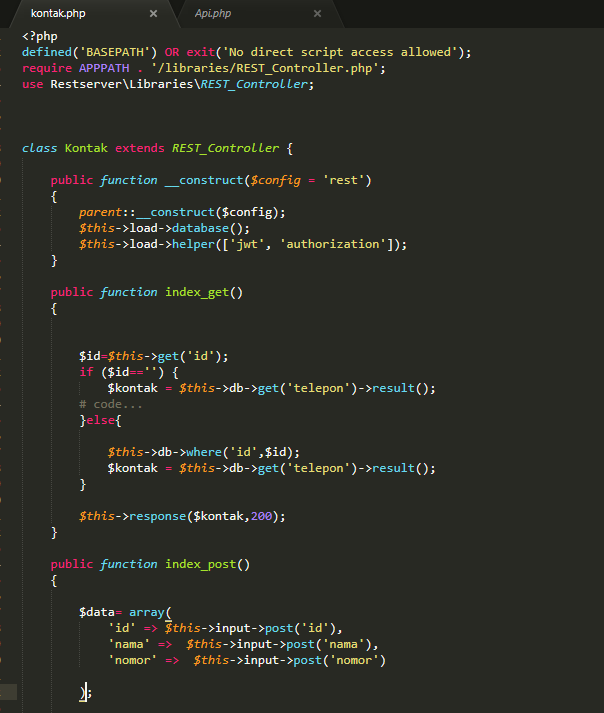 kontak.php × Api.php ×
<?php
defined('BASEPATH') OR exit('No direct script access allowed');
require APPPATH . '/libraries/REST_Controller.php';
use Restserver\Libraries\REST_Controller;
class Kontak extends REST_Controller {
public function __construct($config = 'rest')
{
parent::__construct($config);
$this->load->database();
$this->load->helper(['jwt', 'authorization']);
}
public function index_get()
{
$id=$this->get('id');
if ($id=='') {
$kontak = $this->db->get('telepon')->result();
# code...
}else{
$this->db->where('id',$id);
$kontak = $this->db->get('telepon')->result();
}
$this->response($kontak,200);
}
public function index_post()
{
$data= array(
'id' => $this->input->post('id'),
'nama' =>  $this->input->post('nama'),
'nomor' =>  $this->input->post('nomor')
);